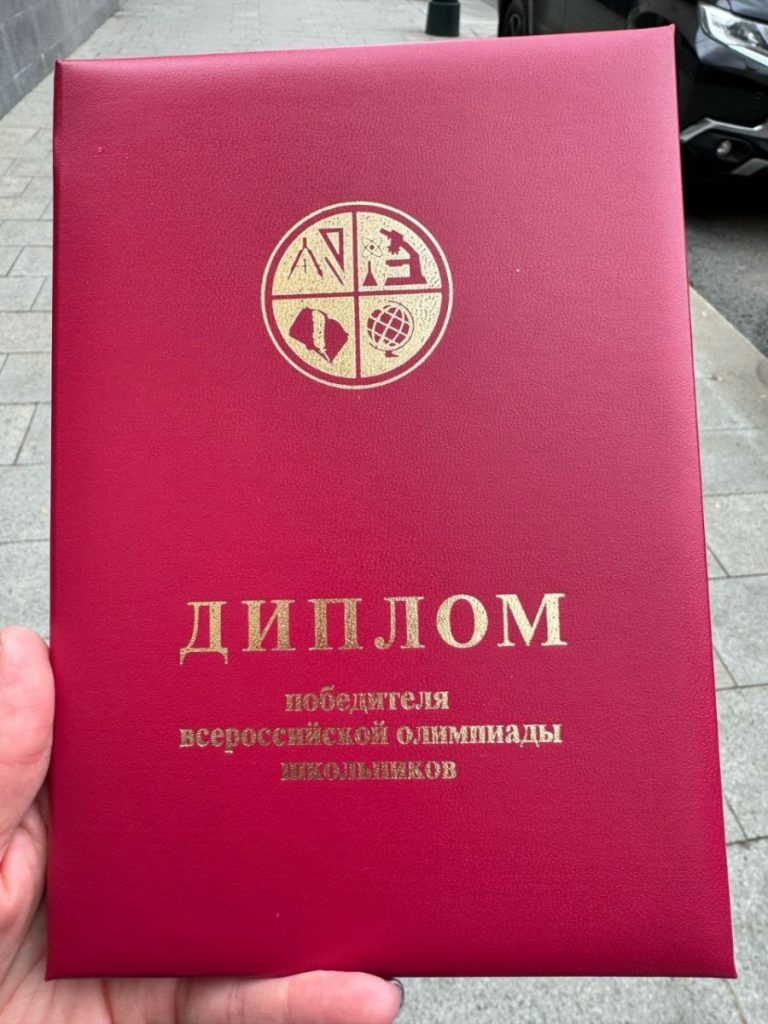 ДИПЛОМ
победителя
всероссийской олимпиады
школьников